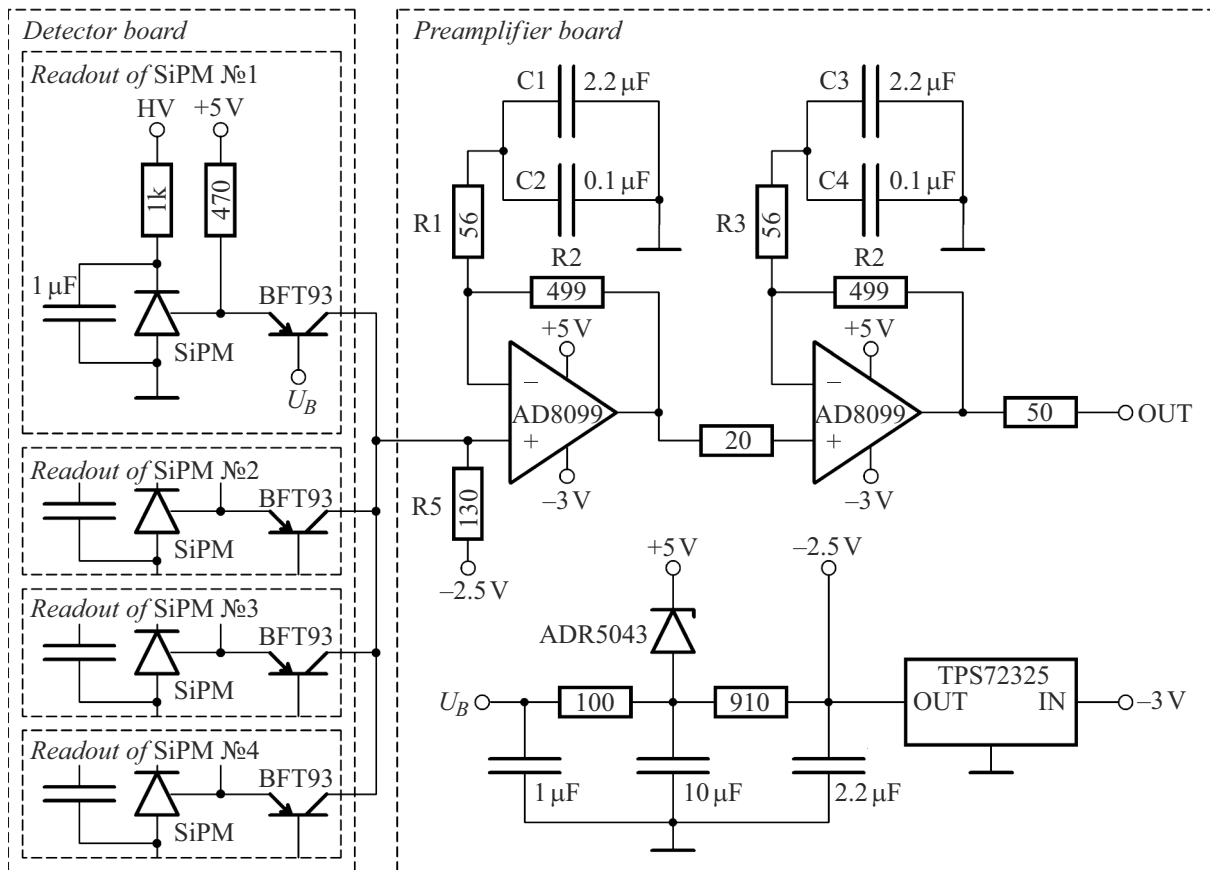 Detector board
Readout of SiPM №1
HV
+5 V
1k
470
1 µF
BFT93
SiPM
U_B
Readout of SiPM №2
BFT93
SiPM
Readout of SiPM №3
BFT93
SiPM
Readout of SiPM №4
BFT93
SiPM
Preamplifier board
C1
2.2 µF
C3
2.2 µF
C2
0.1 µF
C4
0.1 µF
R1
56
R3
56
R2
499
R2
499
+5 V
+5 V
−
AD8099
+
−
AD8099
+
20
50
OUT
−3 V
−3 V
R5
130
−2.5 V
+5 V
−2.5 V
ADR5043
TPS72325
OUT
IN
−3 V
U_B
100
910
1 µF
10 µF
2.2 µF